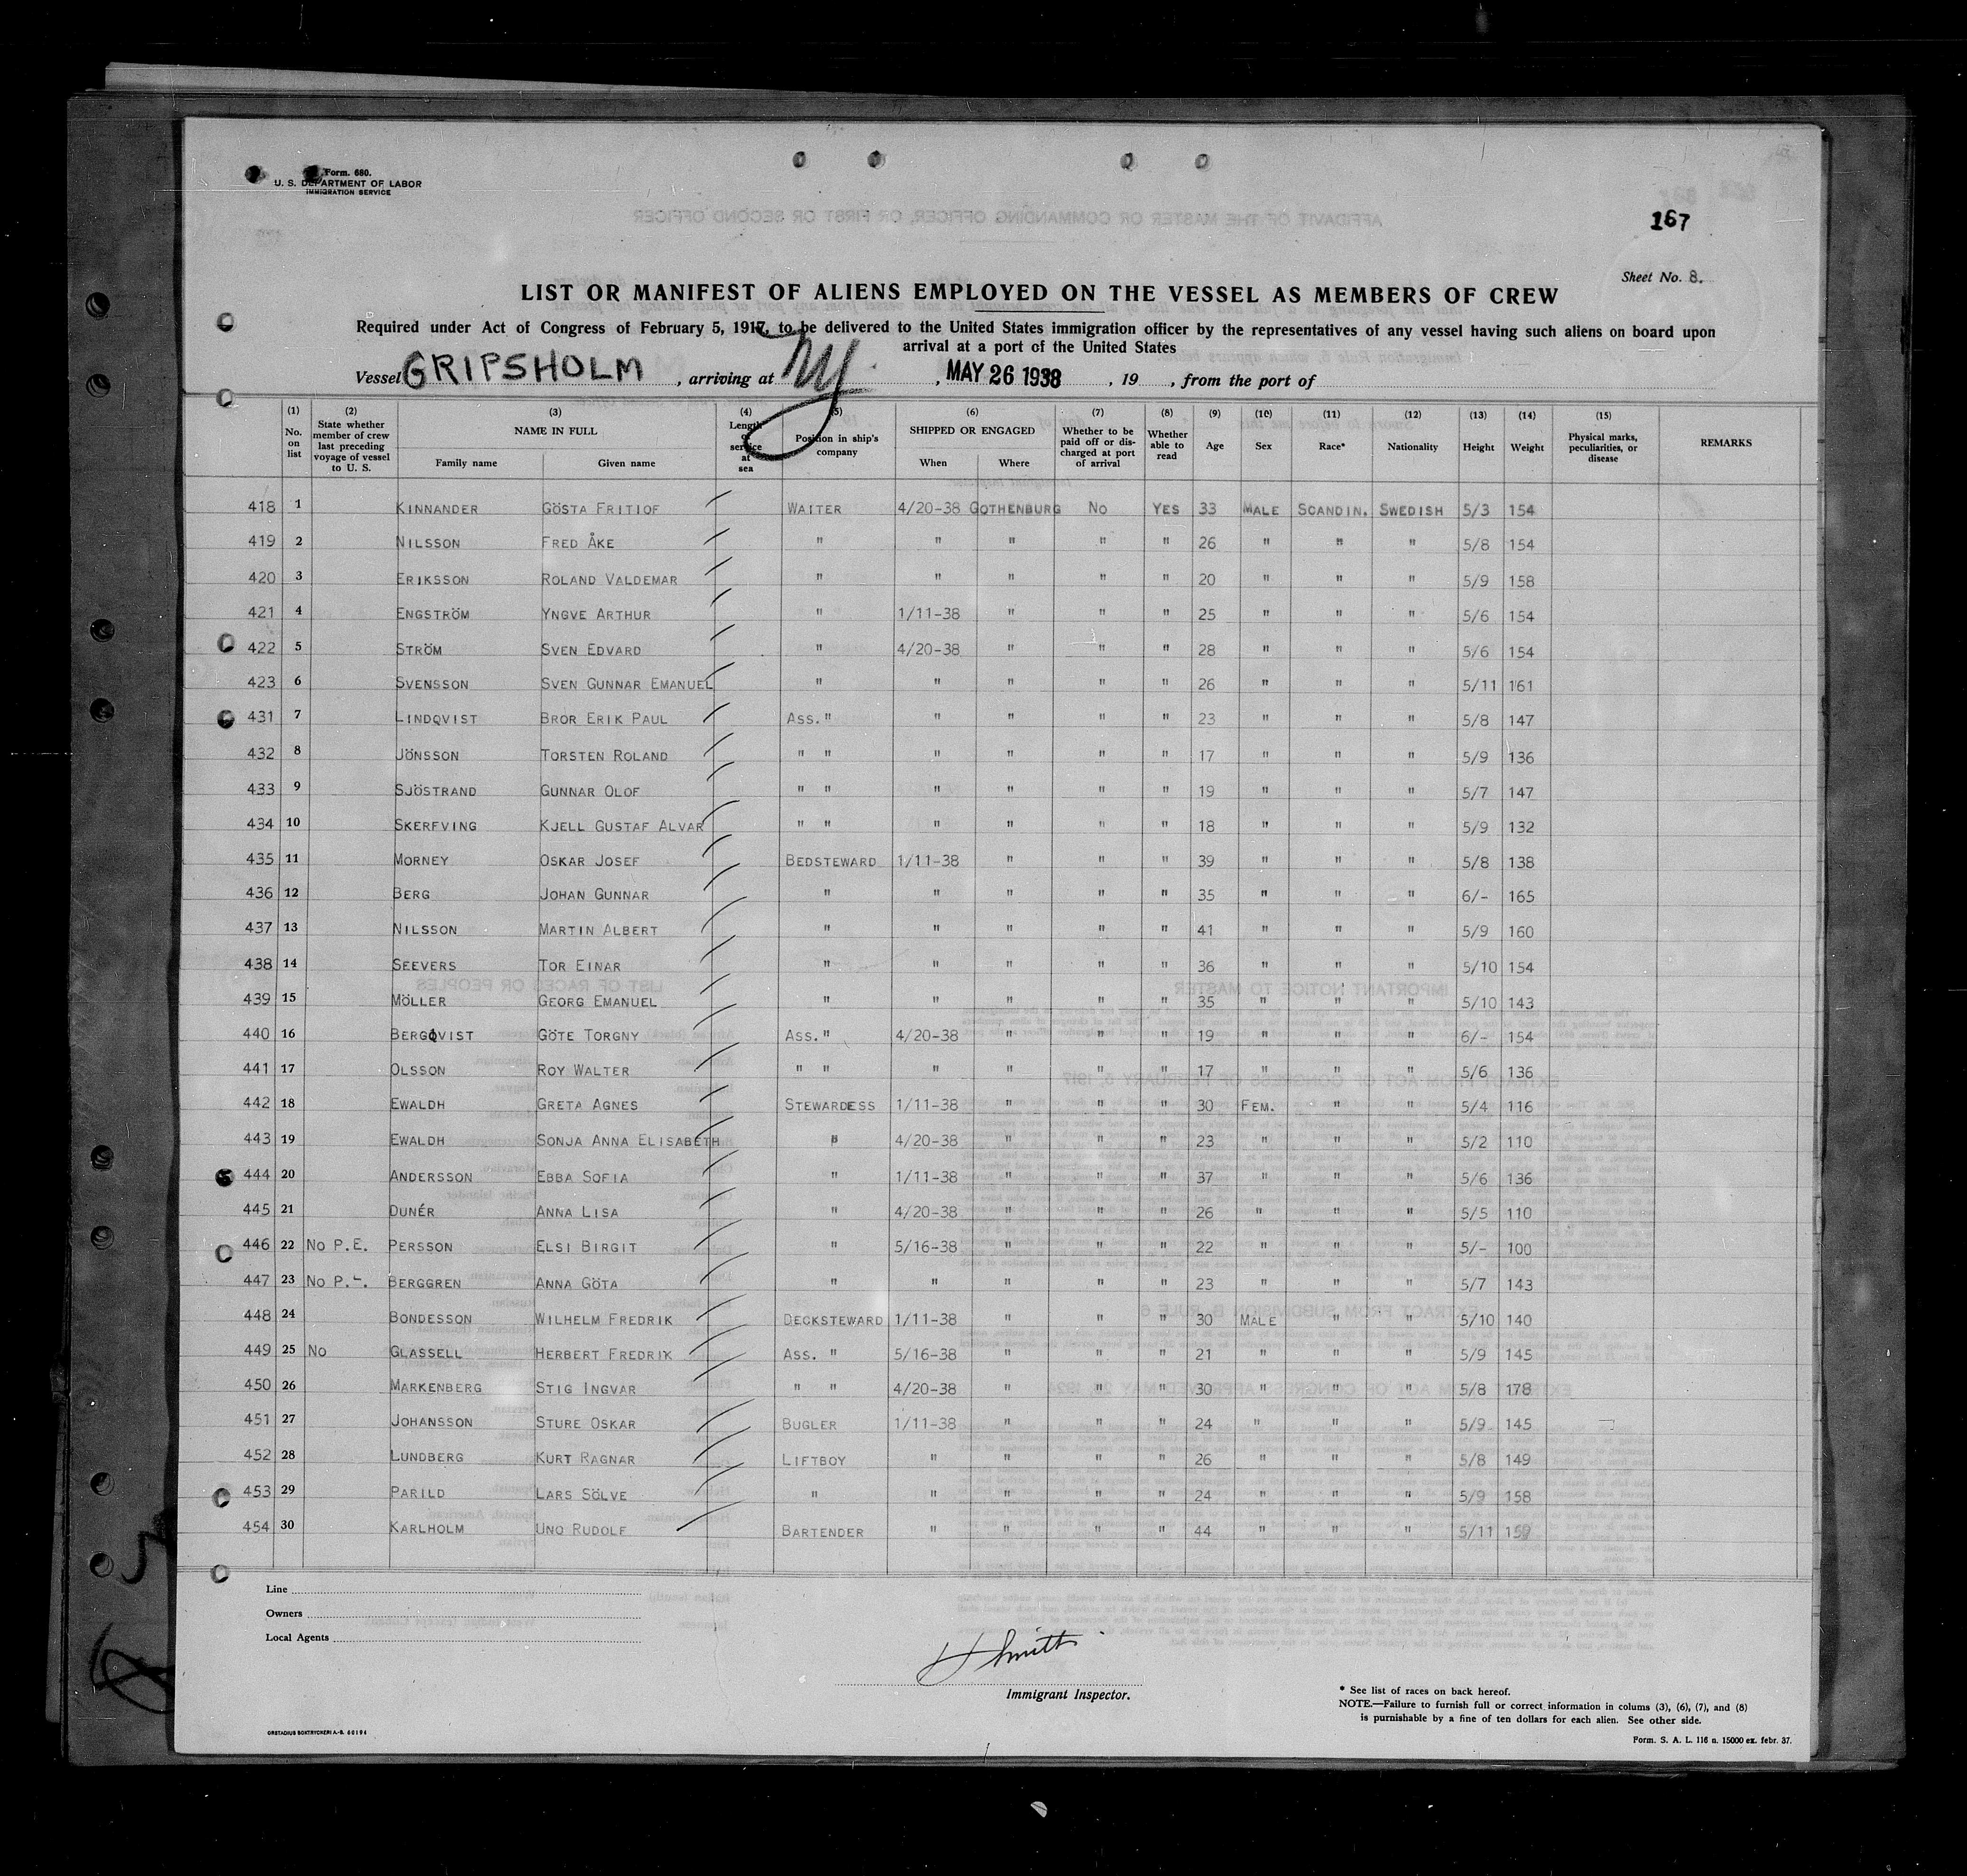 Form. 680.
U. S. DEPARTMENT OF LABOR
IMMIGRATION SERVICE
167
Sheet No. 8.
LIST OR MANIFEST OF ALIENS EMPLOYED ON THE VESSEL AS MEMBERS OF CREW
Required under Act of Congress of February 5, 1917, to be delivered to the United States immigration officer by the representatives of any vessel having such aliens on board upon
arrival at a port of the United States
Vessel GRIPSHOLM, arriving at NY, MAY 26 1938, 19, from the port of
(1) No. on list (2) State whether member of crew last preceding voyage of vessel to U. S. (3) NAME IN FULL Family name Given name (4) Length of service at sea (5) Position in ship's company (6) SHIPPED OR ENGAGED When Where (7) Whether to be paid off or discharged at port of arrival (8) Whether able to read (9) Age (10) Sex (11) Race* (12) Nationality (13) Height (14) Weight (15) Physical marks, peculiarities, or disease REMARKS
418 1 KINNANDER GÖSTA FRITIOF WAITER 4/20-38 GOTHENBURG NO YES 33 MALE SCANDIN. SWEDISH 5/3 154
419 2 NILSSON FRED ÅKE " " " " " 26 " " " 5/8 154
420 3 ERIKSSON ROLAND VALDEMAR " " " " " 20 " " " 5/9 158
421 4 ENGSTRÖM YNGVE ARTHUR " 1/11-38 " " " 25 " " " 5/6 154
422 5 STRÖM SVEN EDVARD " 4/20-38 " " " 28 " " " 5/6 154
423 6 SVENSSON SVEN GUNNAR EMANUEL " " " " " 26 " " " 5/11 161
431 7 LINDQVIST BROR ERIK PAUL ASS. " " " " " 23 " " " 5/8 147
432 8 JÖNSSON TORSTEN ROLAND " " " " " " 17 " " " 5/9 136
433 9 SJÖSTRAND GUNNAR OLOF " " " " " " 19 " " " 5/7 147
434 10 SKERFVING KJELL GUSTAF ALVAR " " " " " " 18 " " " 5/9 132
435 11 MORNEY OSKAR JOSEF BEDSTEWARD 1/11-38 " " " 39 " " " 5/8 138
436 12 BERG JOHAN GUNNAR " " " " " 35 " " " 6/- 165
437 13 NILSSON MARTIN ALBERT " " " " " 41 " " " 5/9 160
438 14 SEEVERS TOR EINAR " " " " " 36 " " " 5/10 154
439 15 MÖLLER GEORG EMANUEL " " " " " 35 " " " 5/10 143
440 16 BERGQVIST GÖTE TORGNY ASS. " 4/20-38 " " " 19 " " " 6/- 154
441 17 OLSSON ROY WALTER " " " " " " 17 " " " 5/6 136
442 18 EWALDH GRETA AGNES STEWARDESS 1/11-38 " " " 30 FEM. " " 5/4 116
443 19 EWALDH SONJA ANNA ELISABETH " 4/20-38 " " " 23 " " " 5/2 110
444 20 ANDERSSON EBBA SOFIA " 1/11-38 " " " 37 " " " 5/6 136
445 21 DUNÉR ANNA LISA " 4/20-38 " " " 26 " " " 5/5 110
446 22 NO P.E. PERSSON ELSI BIRGIT " 5/16-38 " " " 22 " " " 5/- 100
447 23 NO P. BERGGREN ANNA GÖTA " " " " " 23 " " " 5/7 143
448 24 BONDESSON WILHELM FREDRIK DECKSTEWARD 1/11-38 " " " 30 MALE " " 5/10 140
449 25 NO GLASSELL HERBERT FREDRIK ASS. " 5/16-38 " " " 21 " " " 5/9 145
450 26 MARKENBERG STIG INGVAR " " 4/20-38 " " " 30 " " " 5/8 178
451 27 JOHANSSON STURE OSKAR BUGLER 1/11-38 " " " 24 " " " 5/9 145
452 28 LUNDBERG KURT RAGNAR LIFTBOY " " " " 26 " " " 5/8 149
453 29 PARILD LARS SÖLVE " " " " " 24 " " " 5/9 158
454 30 KARLHOLM UNO RUDOLF BARTENDER " " " " 44 " " " 5/11 159
Line
Owners
Local Agents
Smith
Immigrant Inspector.
* See list of races on back hereof.
NOTE.—Failure to furnish full or correct information in colums (3), (6), (7), and (8)
is punishable by a fine of ten dollars for each alien. See other side.
Form. S. A. L. 116 n. 15000 ex. febr. 37.